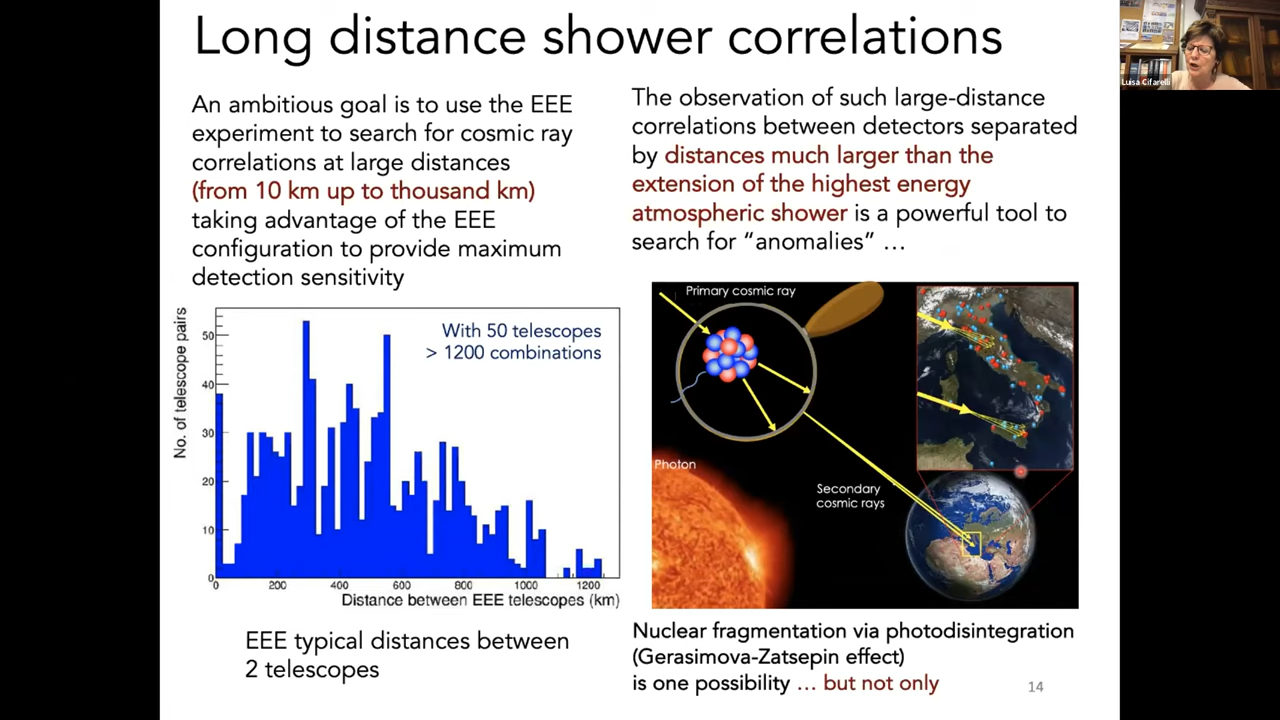 Long distance shower correlations
Luisa Cifarelli
An ambitious goal is to use the EEE
experiment to search for cosmic ray
correlations at large distances
(from 10 km up to thousand km)
taking advantage of the EEE
configuration to provide maximum
detection sensitivity
The observation of such large-distance
correlations between detectors separated
by distances much larger than the
extension of the highest energy
atmospheric shower is a powerful tool to
search for “anomalies” …
No. of telescope pairs
50
40
30
20
10
0
With 50 telescopes
> 1200 combinations
0 200 400 600 800 1000 1200
Distance between EEE telescopes (km)
EEE typical distances between
2 telescopes
Primary cosmic ray
Photon
Secondary
cosmic rays
Nuclear fragmentation via photodisintegration
(Gerasimova-Zatsepin effect)
is one possibility … but not only
14